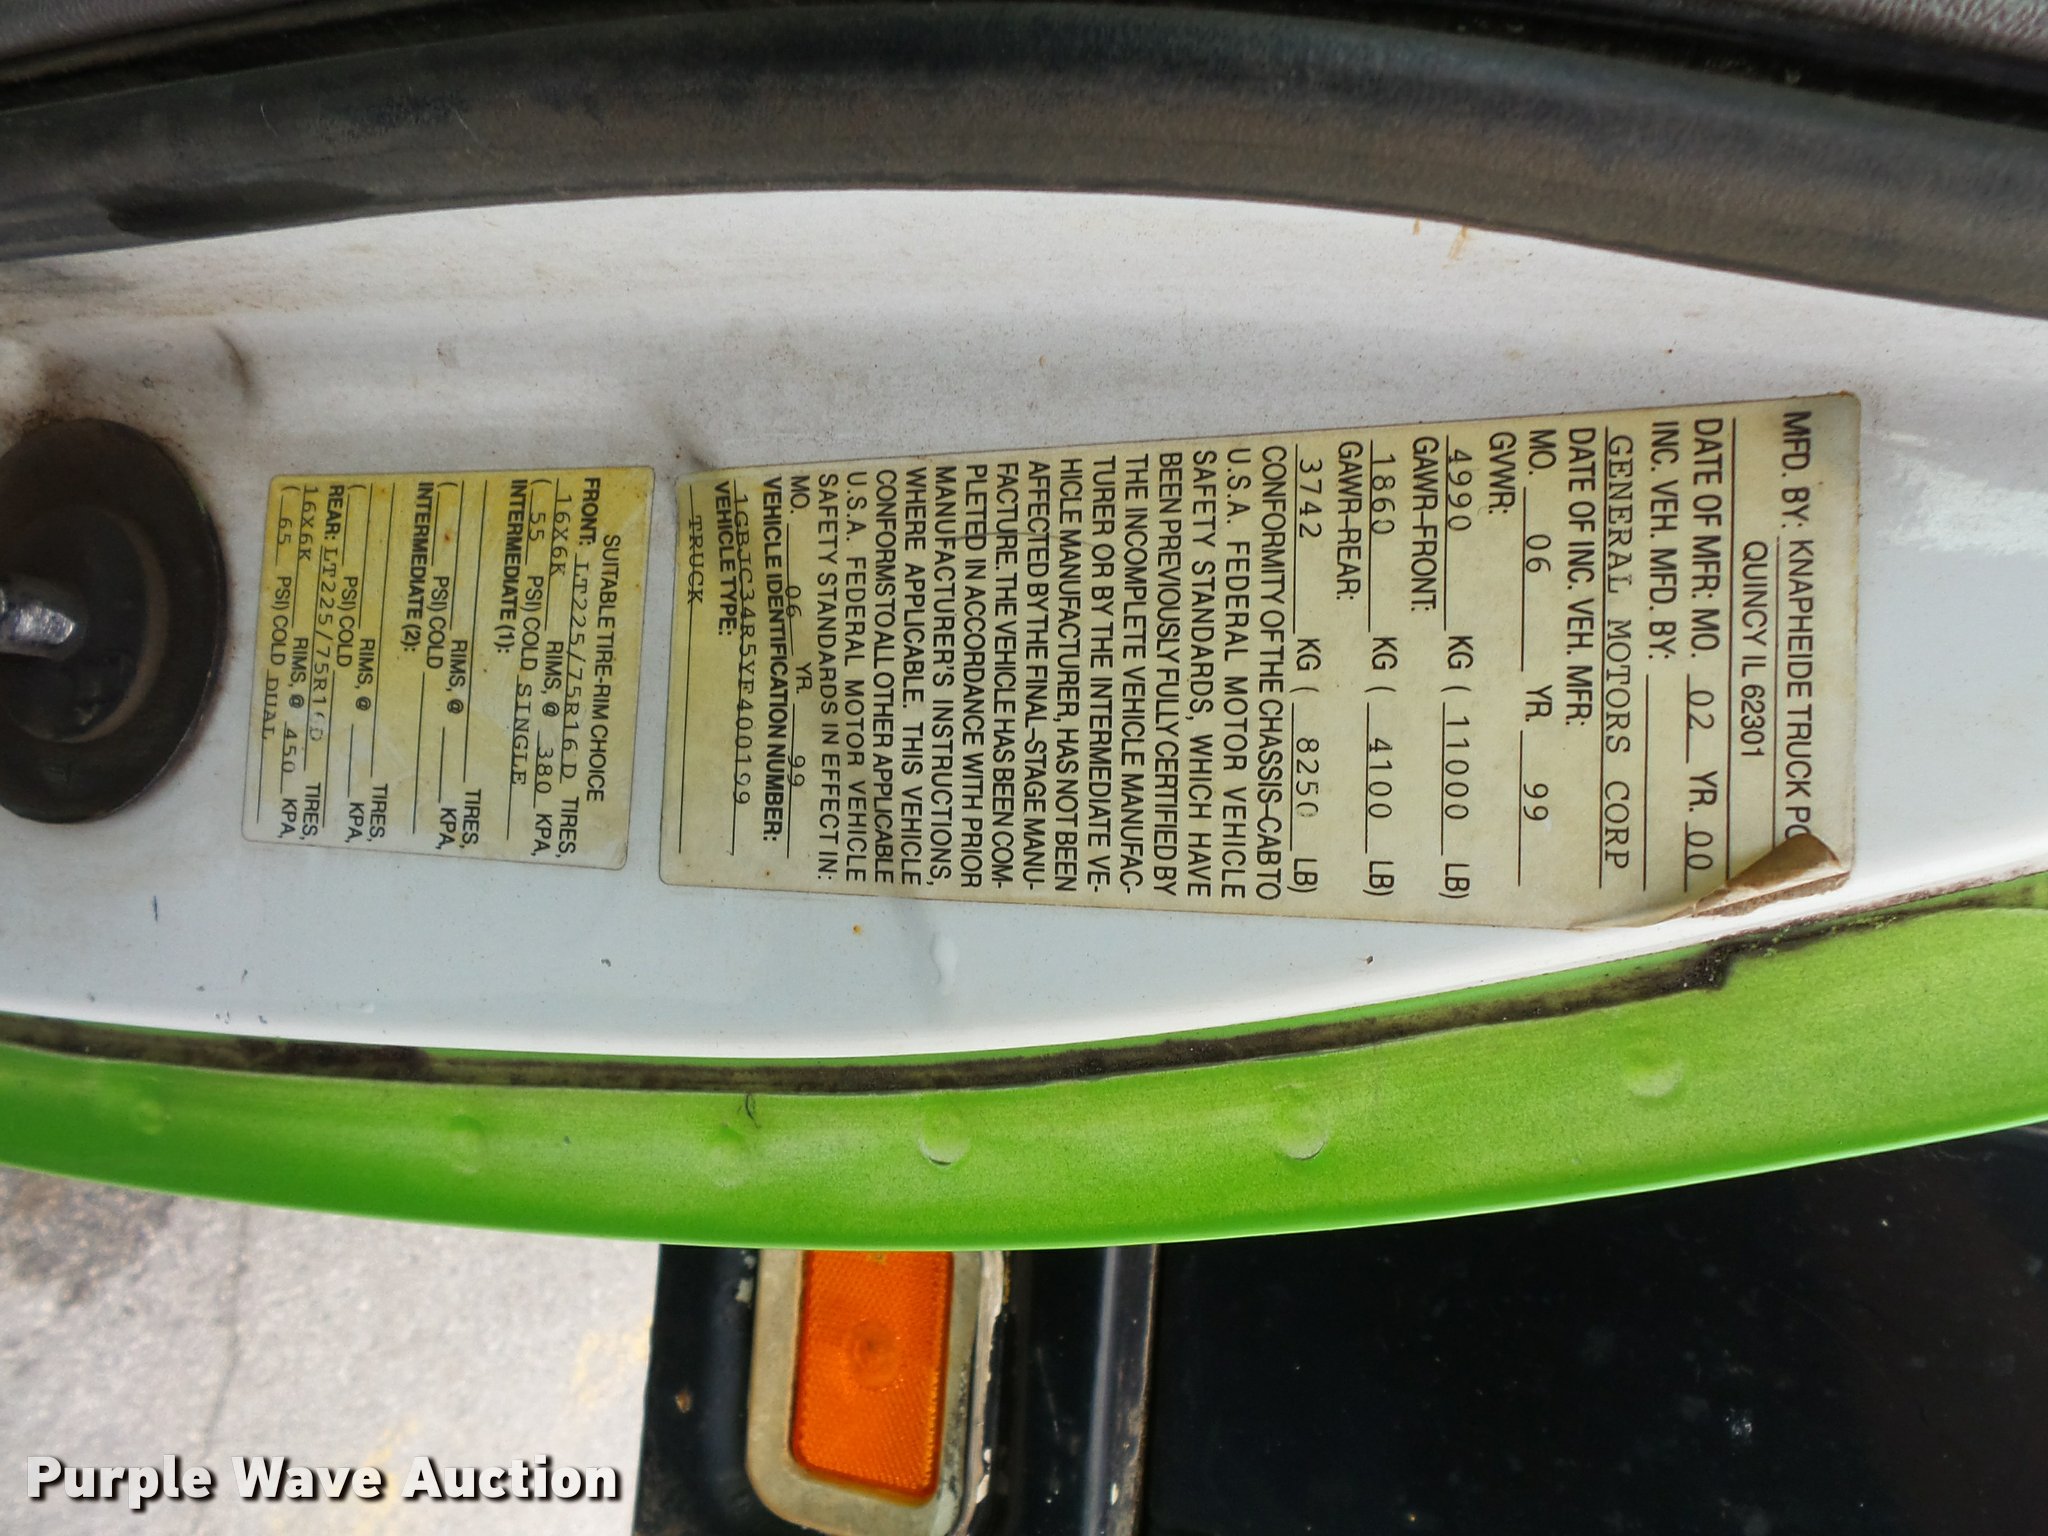 MFD. BY: KNAPHEIDE TRUCK
QUINCY IL 62301
DATE OF MFR: MO. 02 YR. 00
INC. VEH. MFD. BY:
GENERAL MOTORS CORP
DATE OF INC. VEH. MFR:
MO. 06 YR. 99
GVWR:
4990 KG ( 11000 LB)
GAWR-FRONT:
1860 KG ( 4100 LB)
GAWR-REAR:
3742 KG ( 8250 LB)
CONFORMITY OF THE CHASSIS-CAB TO
U.S.A. FEDERAL MOTOR VEHICLE
SAFETY STANDARDS, WHICH HAVE
BEEN PREVIOUSLY FULLY CERTIFIED BY
THE INCOMPLETE VEHICLE MANUFAC-
TURER OR BY THE INTERMEDIATE VE-
HICLE MANUFACTURER, HAS NOT BEEN
AFFECTED BY THE FINAL-STAGE MANU-
FACTURE. THE VEHICLE HAS BEEN COM-
PLETED IN ACCORDANCE WITH PRIOR
MANUFACTURER'S INSTRUCTIONS,
WHERE APPLICABLE. THIS VEHICLE
CONFORMS TO ALL OTHER APPLICABLE
U.S.A. FEDERAL MOTOR VEHICLE
SAFETY STANDARDS IN EFFECT IN:
MO. 06 YR. 99
VEHICLE IDENTIFICATION NUMBER:
1GBJC34R5YF400199
VEHICLE TYPE:
TRUCK
SUITABLE TIRE-RIM CHOICE
FRONT: LT225/75R16D TIRES,
16X6K RIMS, @ 380 KPA,
( 55 PSI) COLD SINGLE
INTERMEDIATE (1):
TIRES,
RIMS, @ KPA,
( PSI) COLD
INTERMEDIATE (2):
TIRES,
RIMS, @ KPA,
( PSI) COLD
REAR: LT225/75R16D TIRES,
16X6K RIMS, @ 450 KPA,
( 65 PSI) COLD DUAL
Purple Wave Auction